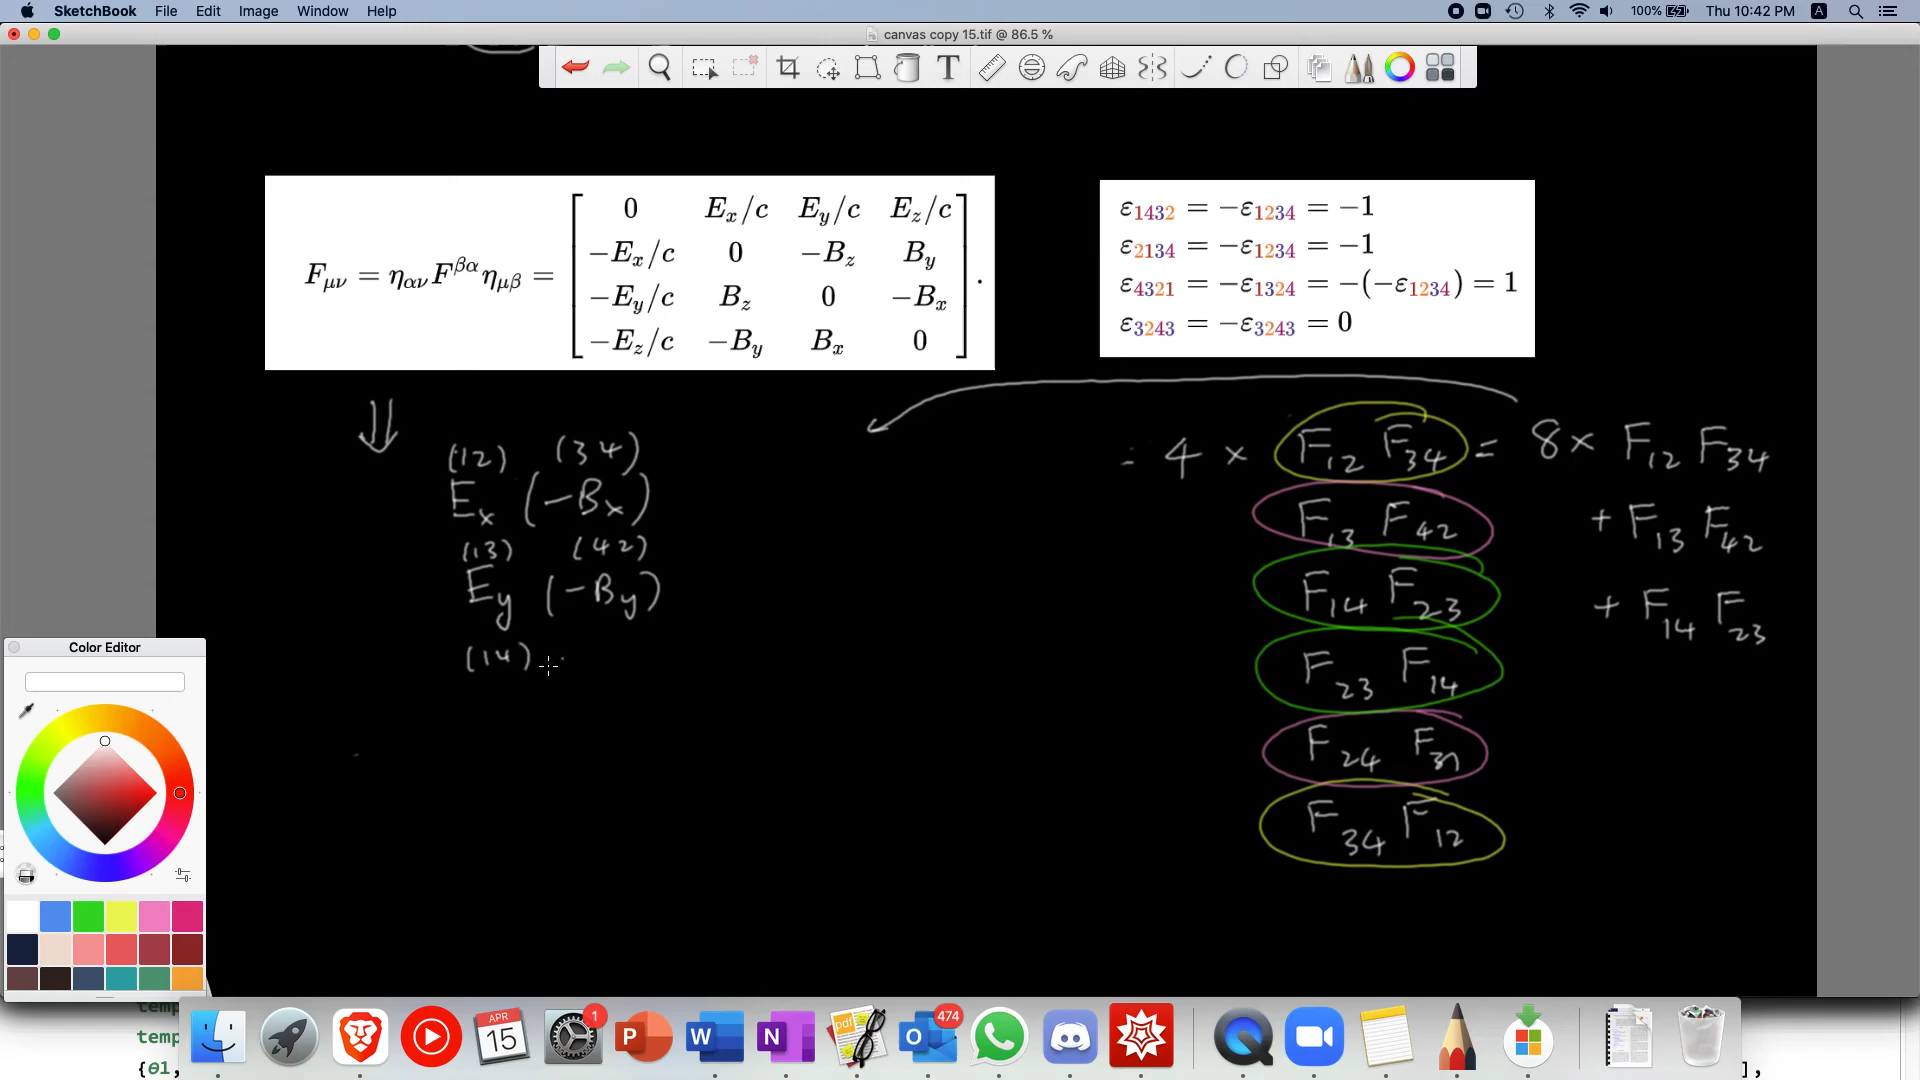 SketchBook File Edit Image Window Help 100% Thu 10:42 PM A
canvas copy 15.tif @ 86.5 %
T
F_{μν} = η_{αν} F^{βα} η_{μβ} =
0 E_x/c E_y/c E_z/c
-E_x/c 0 -B_z B_y
-E_y/c B_z 0 -B_x
-E_z/c -B_y B_x 0 .
ε_{1432} = -ε_{1234} = -1
ε_{2134} = -ε_{1234} = -1
ε_{4321} = -ε_{1324} = -(-ε_{1234}) = 1
ε_{3243} = -ε_{3243} = 0
⇓
(12) (34)
E_x (-B_x)
(13) (42)
E_y (-B_y)
(14)
= 4 × F_{12} F_{34} = 8 × F_{12} F_{34}
F_{13} F_{42} + F_{13} F_{42}
F_{14} F_{23} + F_{14} F_{23}
F_{23} F_{14}
F_{24} F_{31}
F_{34} F_{12}
Color Editor
temp
temp
{θ1,
],
APR
15
1
P
W
N
pdf
O
474